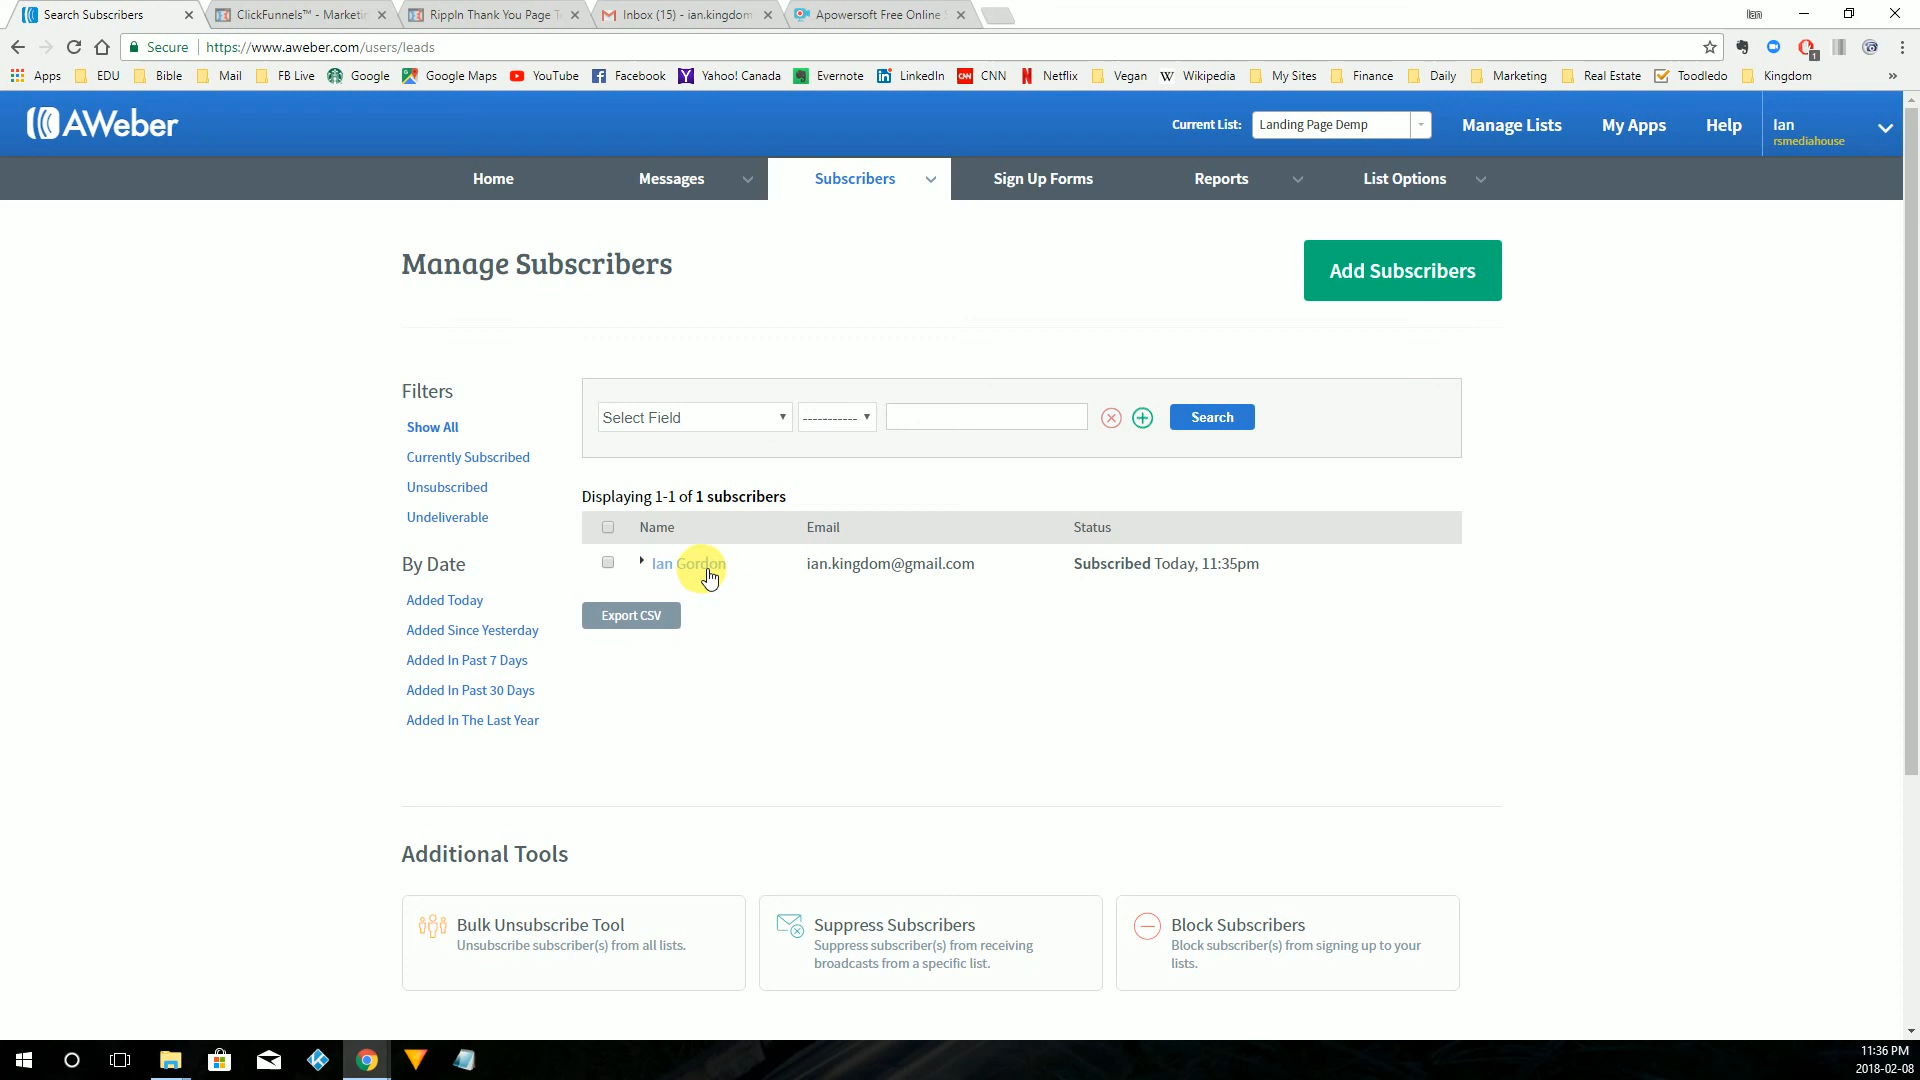 Search Subscribers
ClickFunnels™ - Marketin
Rippln Thank You Page T
Inbox (15) - ian.kingdom
Apowersoft Free Online
Ian
Secure
https://www.aweber.com/users/leads
1
Apps
EDU
Bible
Mail
FB Live
Google
Google Maps
YouTube
Facebook
Yahoo! Canada
Evernote
LinkedIn
CNN
Netflix
Vegan
Wikipedia
My Sites
Finance
Daily
Marketing
Real Estate
Toodledo
Kingdom
»
AWeber
Current List:
Landing Page Demp
Manage Lists
My Apps
Help
Ian
rsmediahouse
Home
Messages
Subscribers
Sign Up Forms
Reports
List Options
Manage Subscribers
Add Subscribers
Filters
Show All
Currently Subscribed
Unsubscribed
Undeliverable
By Date
Added Today
Added Since Yesterday
Added In Past 7 Days
Added In Past 30 Days
Added In The Last Year
Select Field
-----------
Search
Displaying 1-1 of 1 subscribers
Name
Email
Status
Ian Gordon
ian.kingdom@gmail.com
Subscribed Today, 11:35pm
Export CSV
Additional Tools
Bulk Unsubscribe Tool
Unsubscribe subscriber(s) from all lists.
Suppress Subscribers
Suppress subscriber(s) from receiving
broadcasts from a specific list.
Block Subscribers
Block subscriber(s) from signing up to your
lists.
11:36 PM
2018-02-08